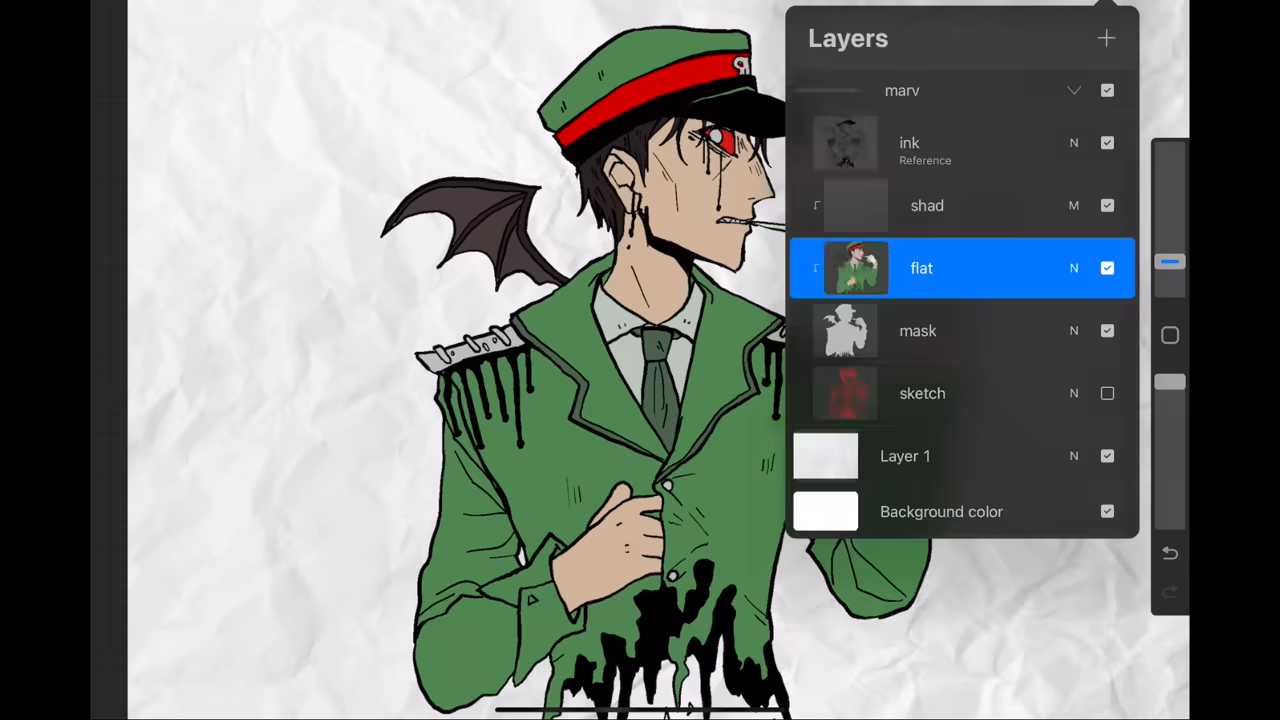 Layers
marv
ink N
Reference
shad M
flat N
mask N
sketch N
Layer 1 N
Background color